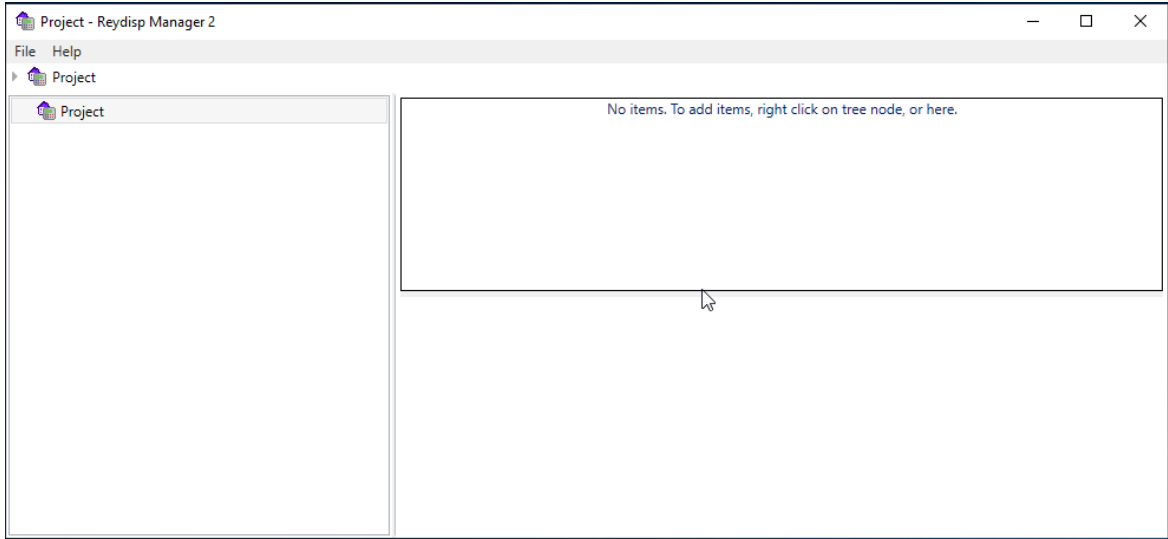 Project - Reydisp Manager 2
File Help
Project
Project
No items. To add items, right click on tree node, or here.